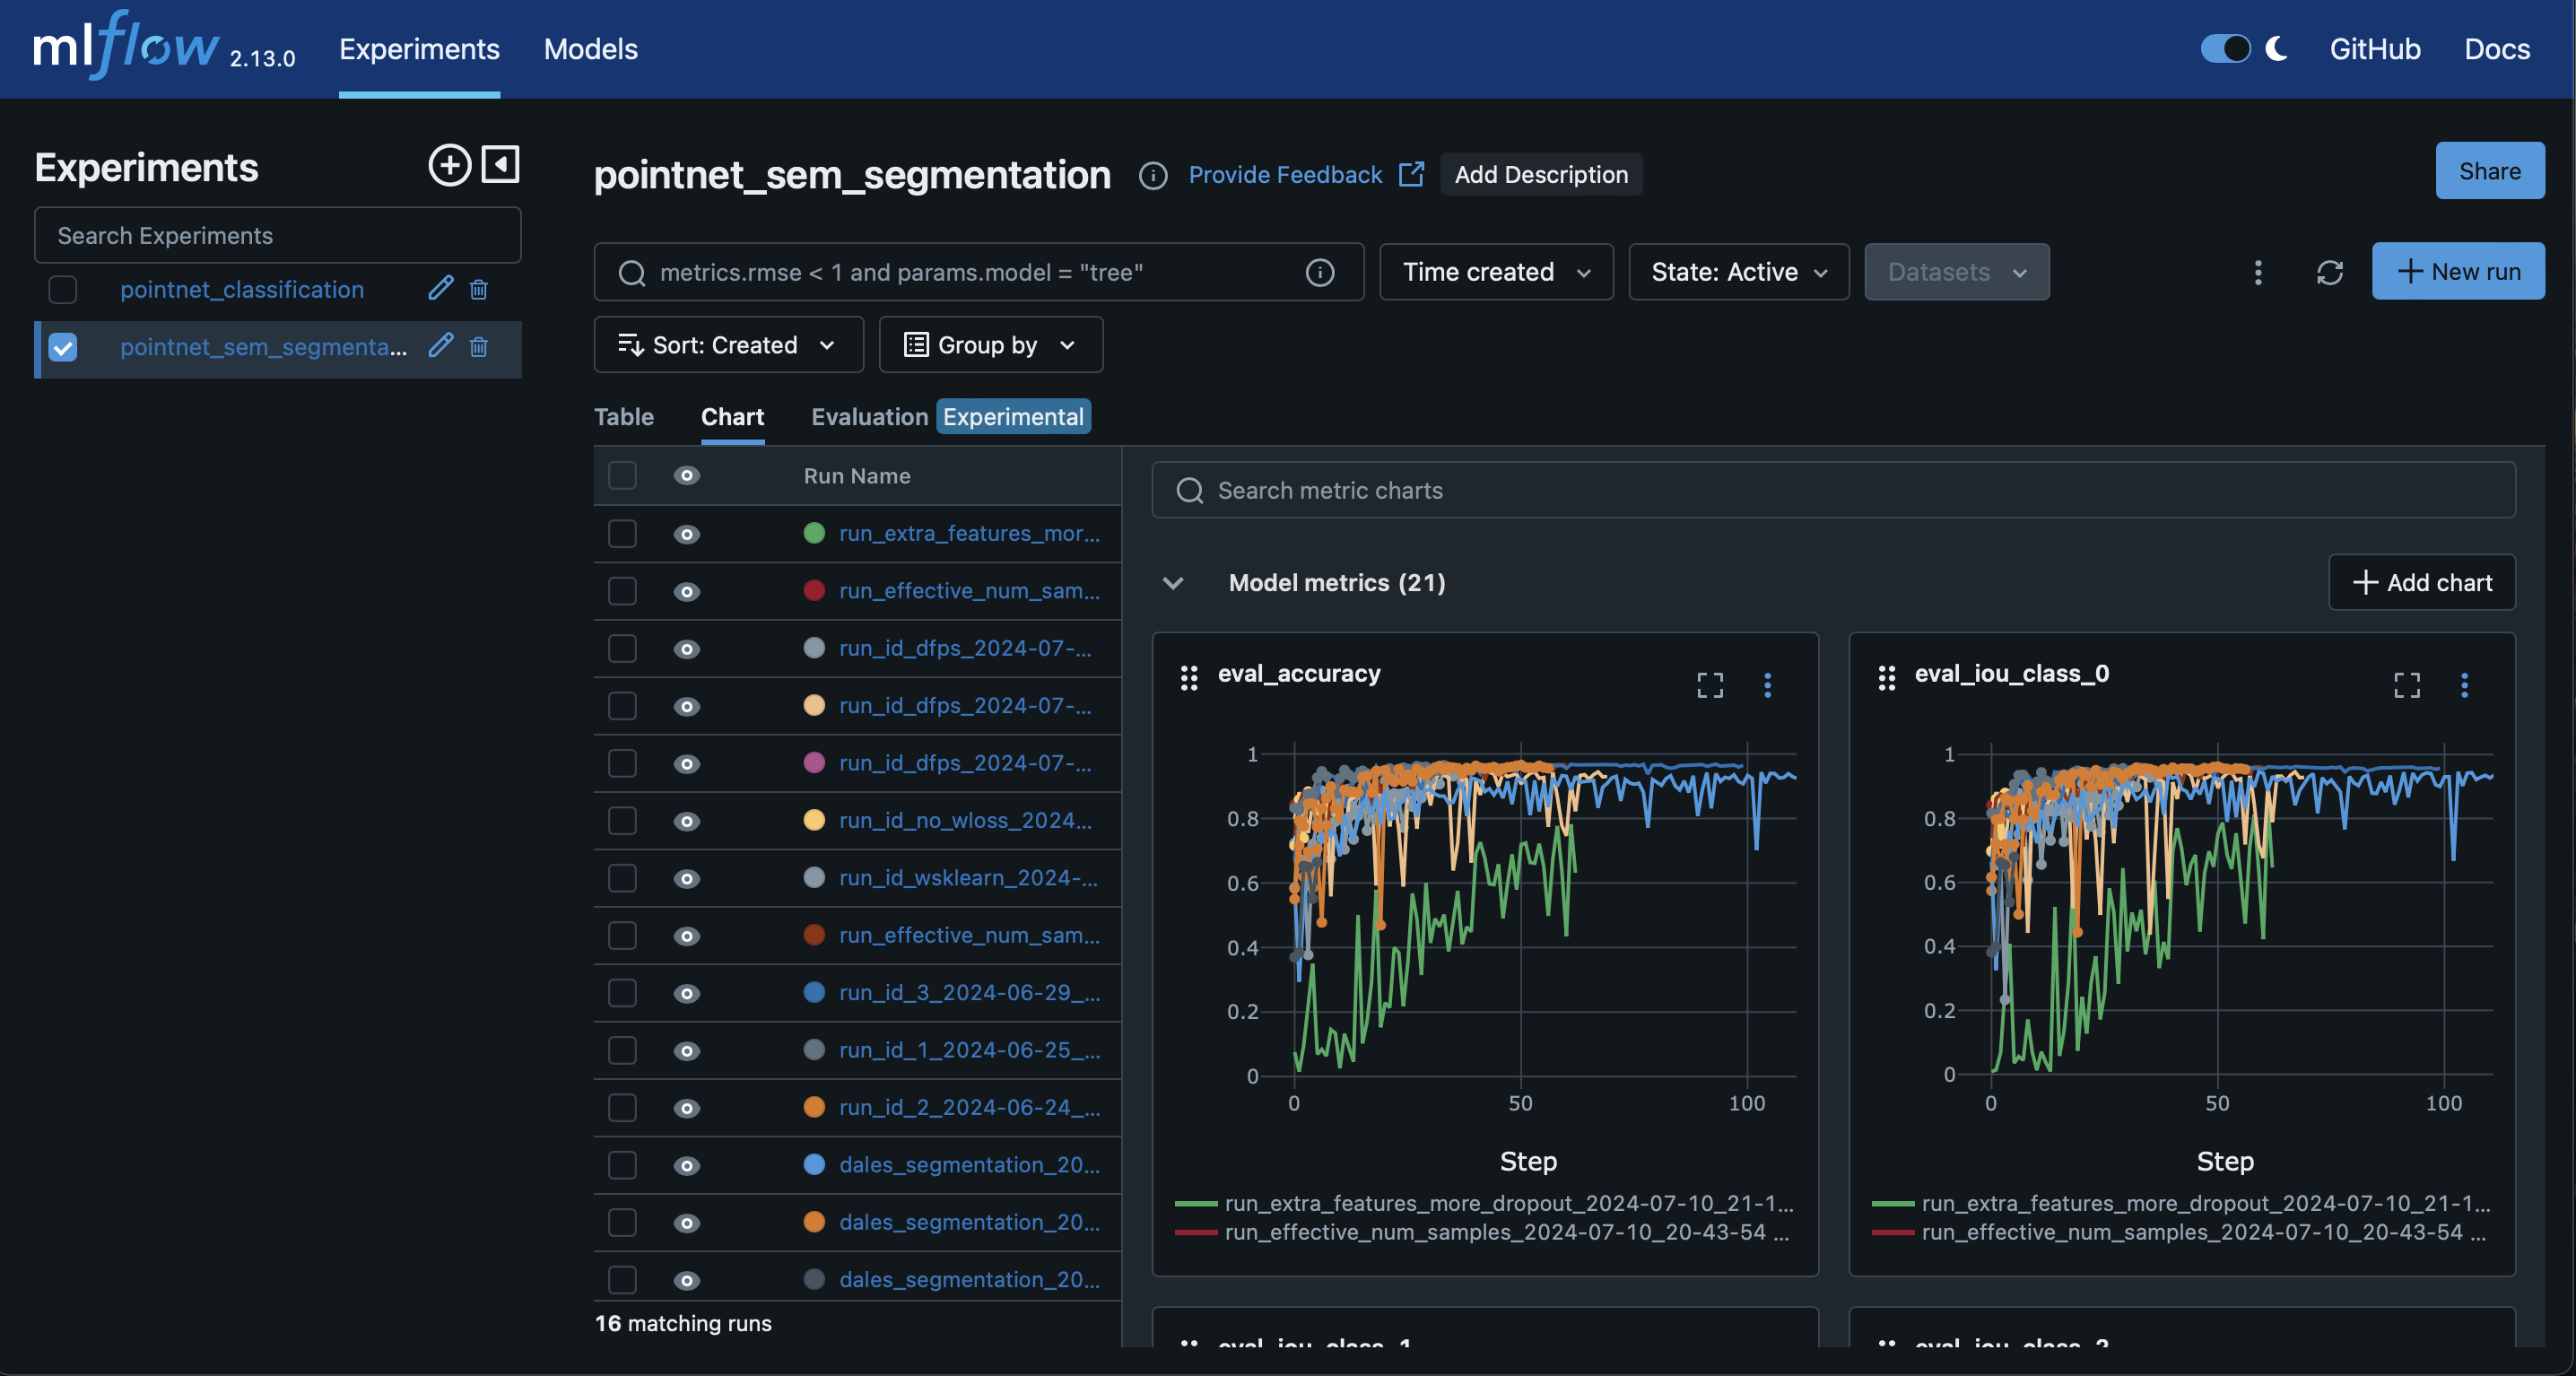 mlflow 2.13.0 Experiments Models GitHub Docs
Experiments
Search Experiments
pointnet_classification
pointnet_sem_segmenta...
pointnet_sem_segmentation Provide Feedback Add Description Share
metrics.rmse < 1 and params.model = "tree" Time created State: Active Datasets New run
Sort: Created Group by
Table Chart Evaluation Experimental
Run Name
run_extra_features_mor...
run_effective_num_sam...
run_id_dfps_2024-07-...
run_id_dfps_2024-07-...
run_id_dfps_2024-07-...
run_id_no_wloss_2024...
run_id_wsklearn_2024-...
run_effective_num_sam...
run_id_3_2024-06-29_...
run_id_1_2024-06-25_...
run_id_2_2024-06-24_...
dales_segmentation_20...
dales_segmentation_20...
dales_segmentation_20...
16 matching runs
Search metric charts
Model metrics (21) Add chart
eval_accuracy
1
0.8
0.6
0.4
0.2
0
0 50 100
Step
run_extra_features_more_dropout_2024-07-10_21-1...
run_effective_num_samples_2024-07-10_20-43-54 ...
eval_iou_class_0
1
0.8
0.6
0.4
0.2
0
0 50 100
Step
run_extra_features_more_dropout_2024-07-10_21-1...
run_effective_num_samples_2024-07-10_20-43-54 ...
eval_iou_class_1
eval_iou_class_2